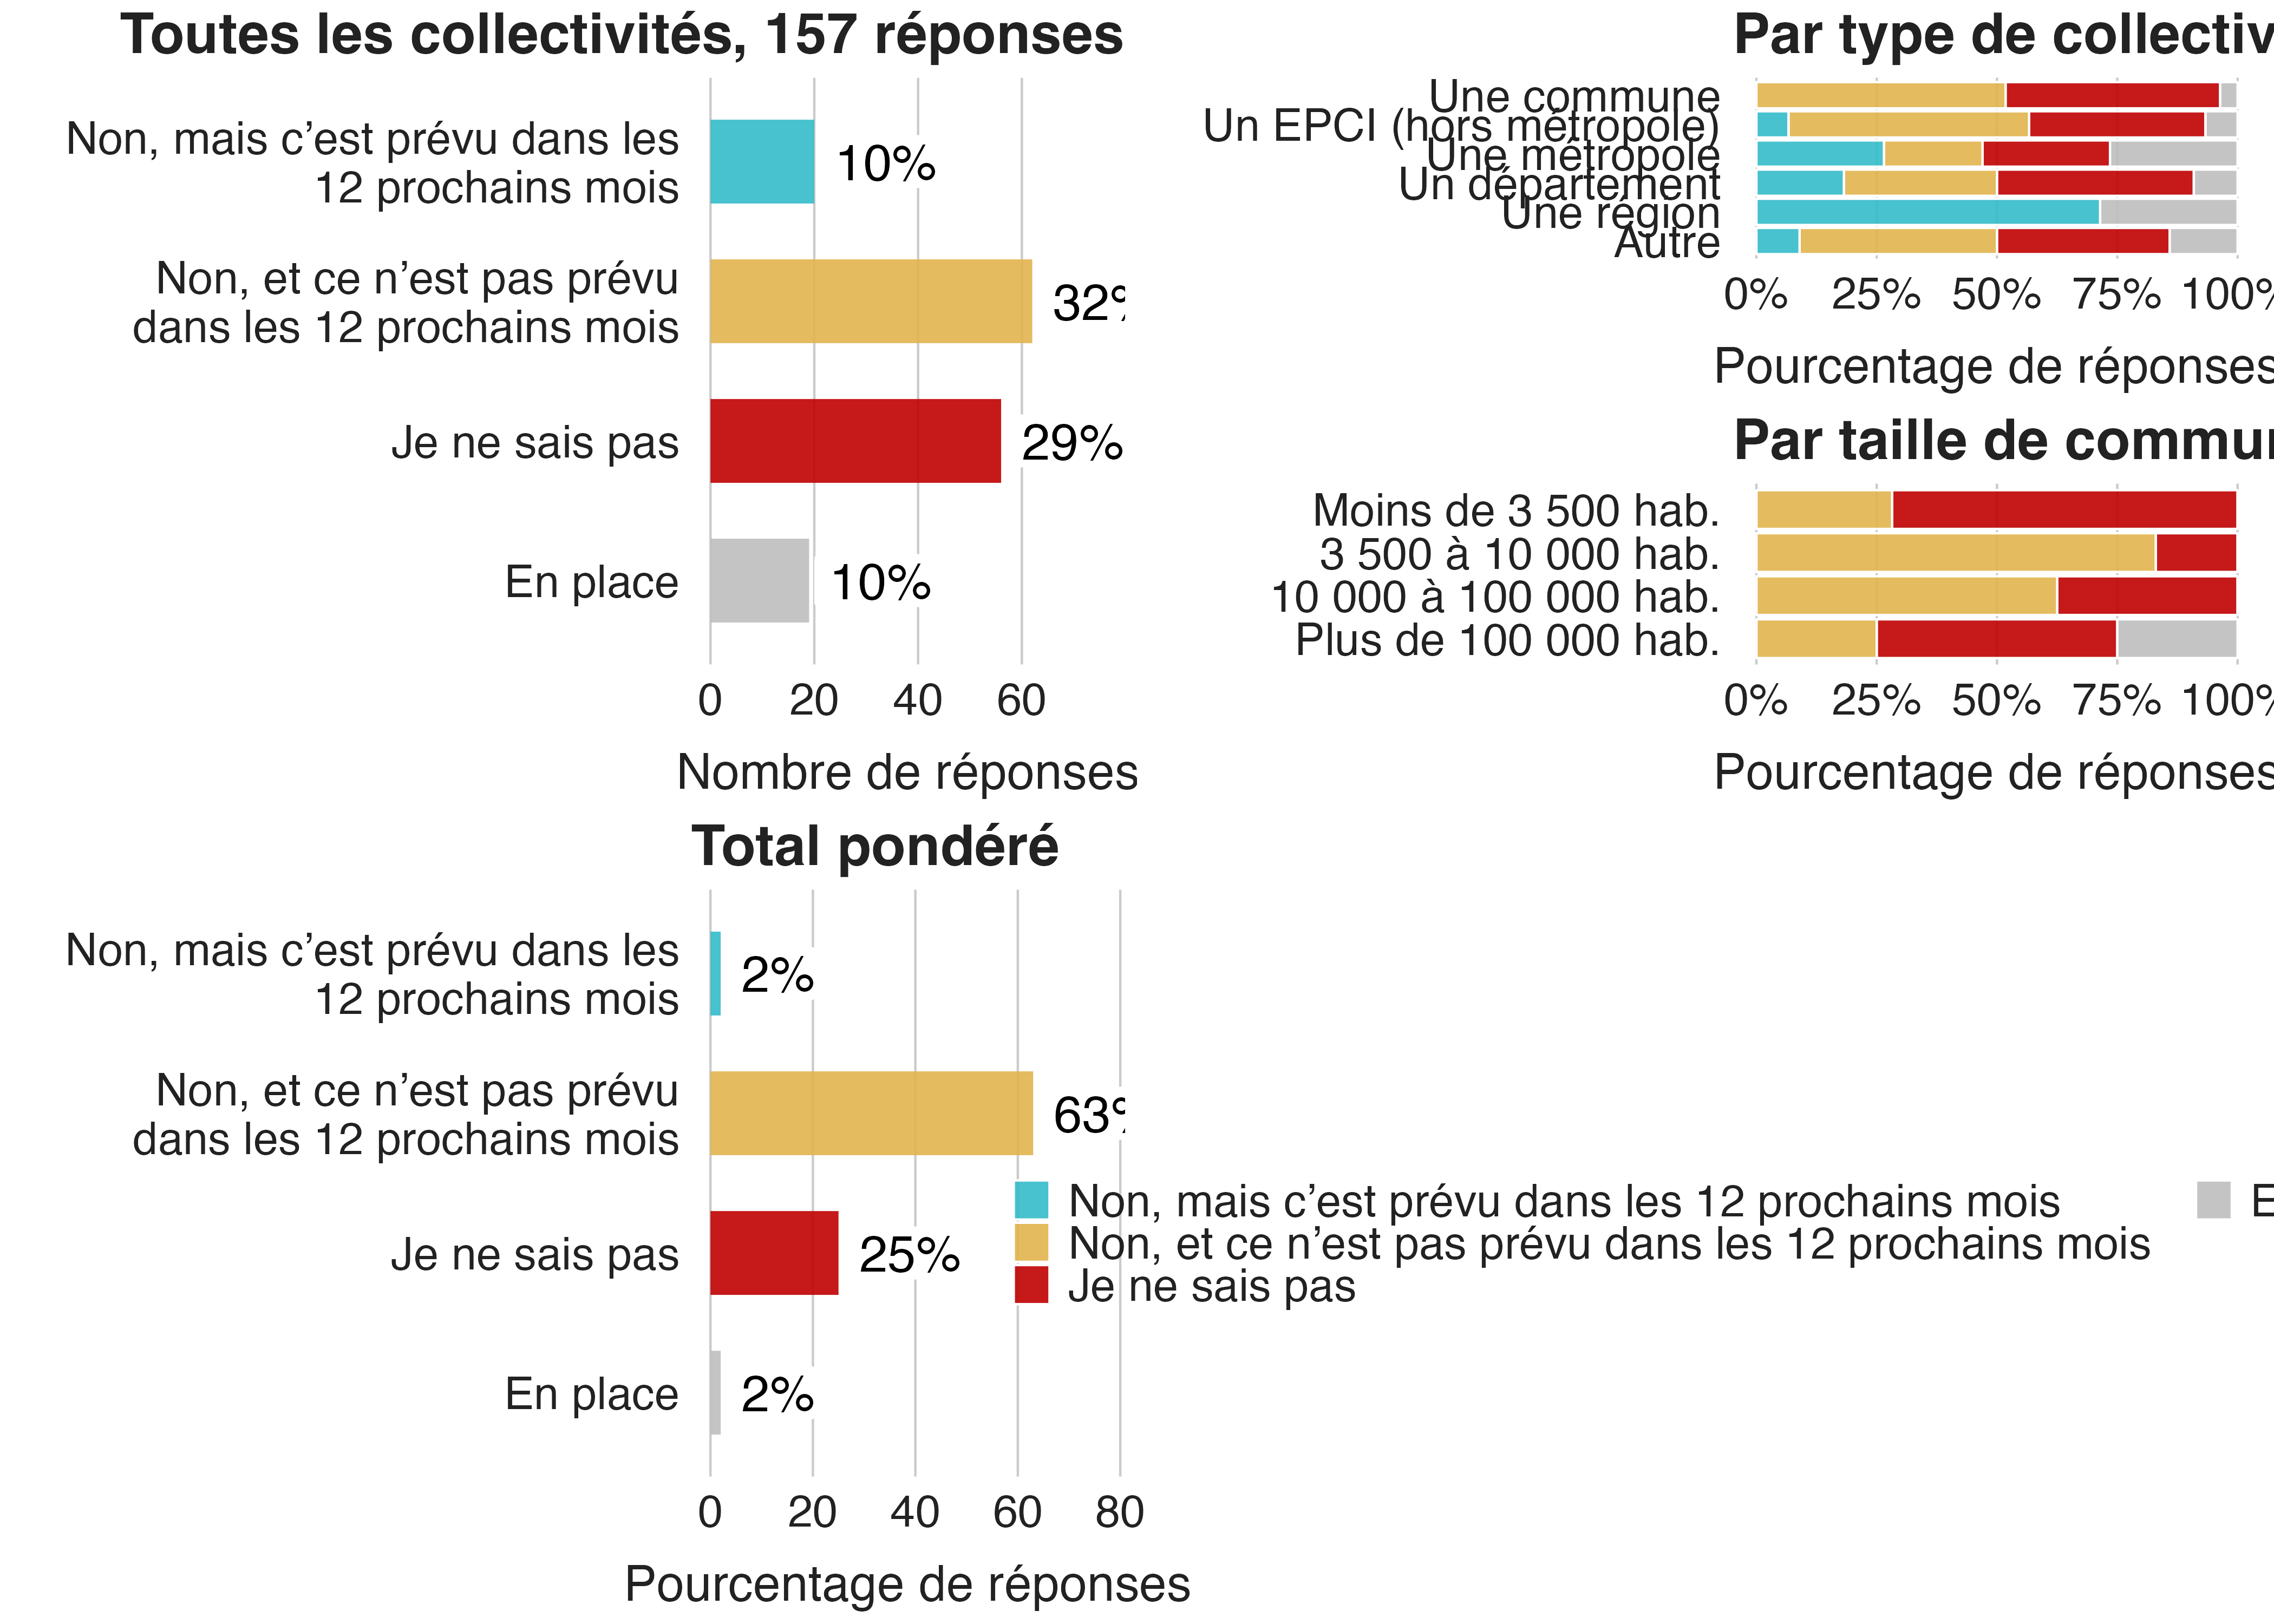 Toutes les collectivités, 157 réponses
Non, mais c’est prévu dans les
12 prochains mois
10%
Non, et ce n’est pas prévu
dans les 12 prochains mois
32%
Je ne sais pas
29%
En place
10%
0 20 40 60
Nombre de réponses
Par type de collectiv
Une commune
Un EPCI (hors métropole)
Une métropole
Un département
Une région
Autre
0% 25% 50% 75% 100%
Pourcentage de réponses
Par taille de commu
Moins de 3 500 hab.
3 500 à 10 000 hab.
10 000 à 100 000 hab.
Plus de 100 000 hab.
0% 25% 50% 75% 100%
Pourcentage de réponses
Total pondéré
Non, mais c’est prévu dans les
12 prochains mois
2%
Non, et ce n’est pas prévu
dans les 12 prochains mois
63%
Je ne sais pas
25%
En place
2%
0 20 40 60 80
Pourcentage de réponses
Non, mais c’est prévu dans les 12 prochains mois
Non, et ce n’est pas prévu dans les 12 prochains mois
Je ne sais pas